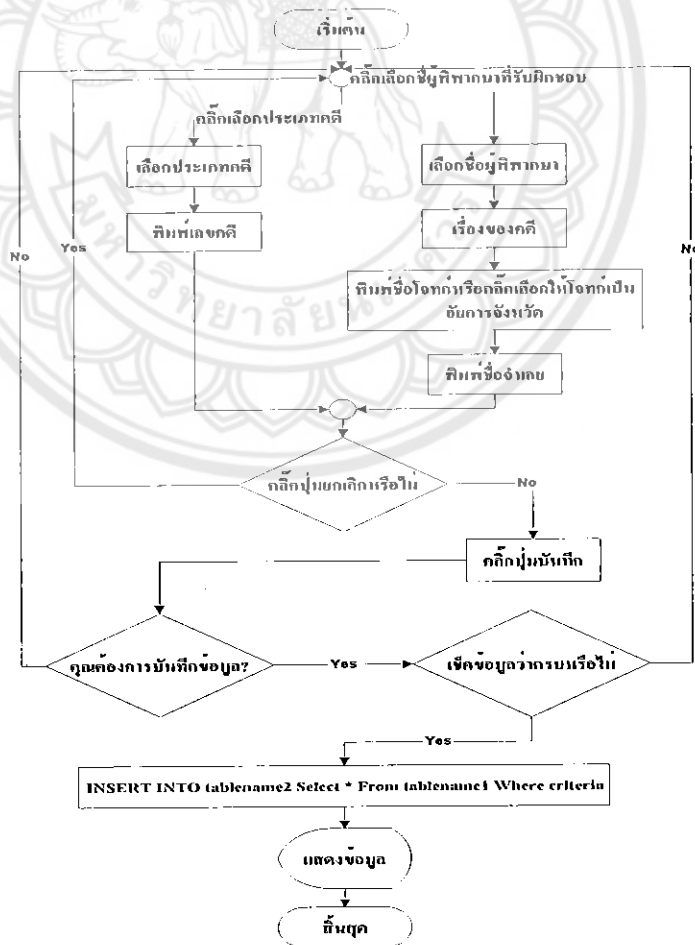 เริ่มต้น
คลิ๊กเลือกชื่อผู้พิพากษาที่รับผิดชอบ
คลิ๊กเลือกประเภทคดี
เลือกประเภทคดี
เลือกชื่อผู้พิพากษา
พิมพ์เลขคดี
เรื่องของคดี
No
Yes
No
พิมพ์ชื่อโจทก์หรือคลิ๊กเลือกให้โจทก์เป็น
อัยการจังหวัด
มหาวิทยาลัย
พิมพ์ชื่อจำเลย
คลิ๊กปุ่มยกเลิกหรือไม่
No
คลิ๊กปุ่มบันทึก
คุณต้องการบันทึกข้อมูล?
Yes
เช็คข้อมูลว่าครบหรือไม่
Yes
INSERT INTO tablename2 Select * From tablename1 Where criteria
แสดงข้อมูล
สิ้นสุด